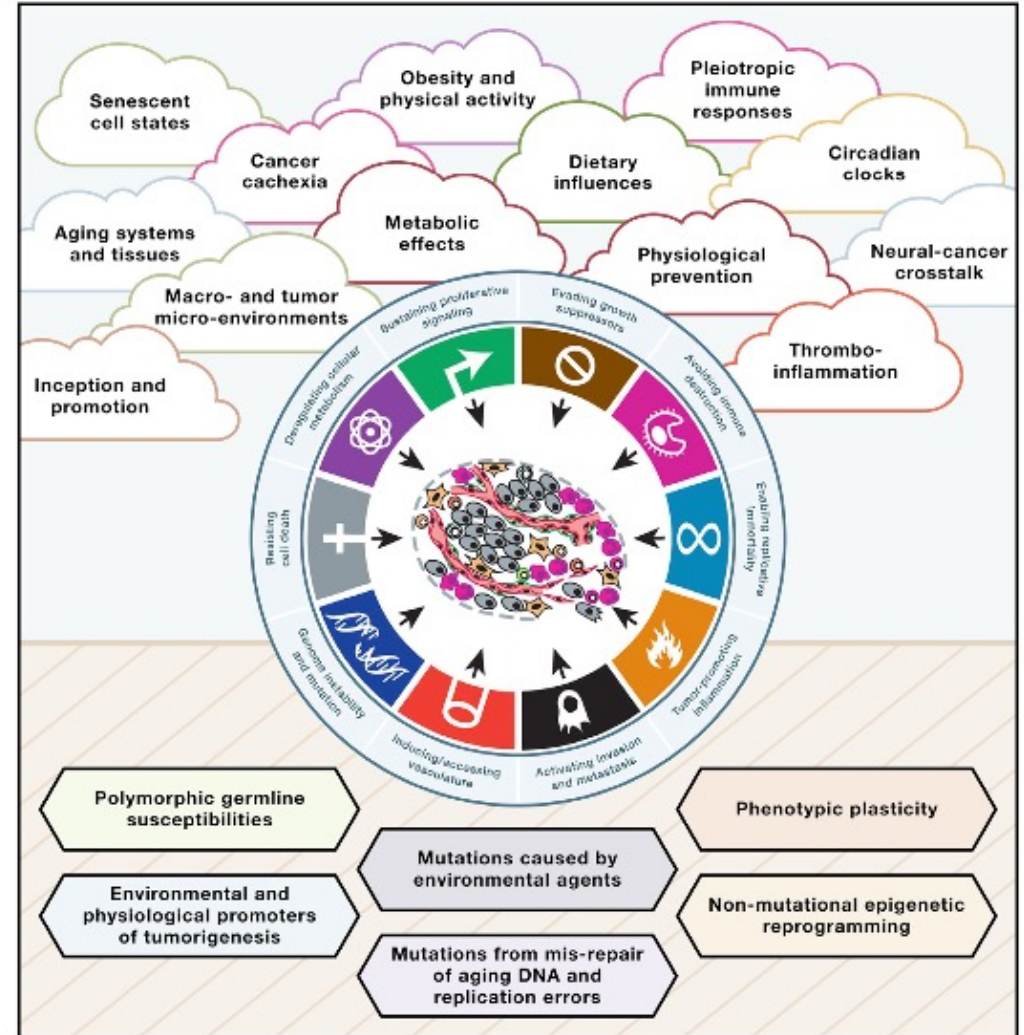 Senescent
cell states
Obesity and
physical activity
Pleiotropic
immune
responses
Cancer
cachexia
Dietary
influences
Circadian
clocks
Aging systems
and tissues
Metabolic
effects
Physiological
prevention
Neural-cancer
crosstalk
Macro- and tumor
micro-environments
Thrombo-
inflammation
Inception and
promotion
Sustaining proliferative
signaling
Evading growth
suppressors
Avoiding immune
destruction
Enabling replicative
immortality
Tumor-promoting
inflammation
Activating invasion
and metastasis
Inducing/accessing
vasculature
Genome instability
and mutation
Resisting
cell death
Deregulating cellular
metabolism
Polymorphic germline
susceptibilities
Phenotypic plasticity
Mutations caused by
environmental agents
Environmental and
physiological promoters
of tumorigenesis
Non-mutational epigenetic
reprogramming
Mutations from mis-repair
of aging DNA and
replication errors